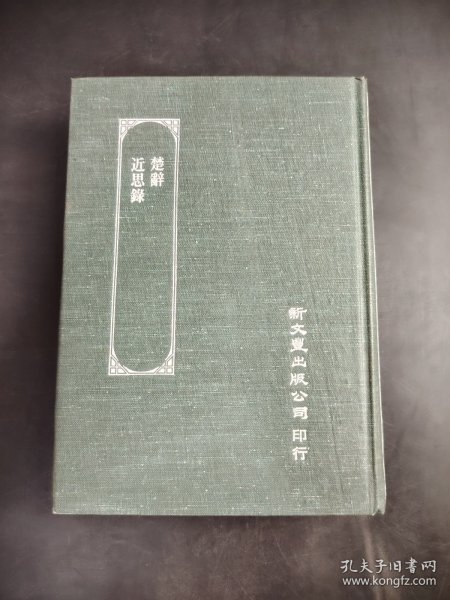 楚辭
近思錄
新文豐出版公司 印行
孔夫子旧书网
www.kongfz.com